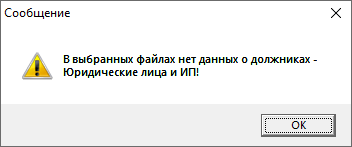 Сообщение
В выбранных файлах нет данных о должниках -
Юридические лица и ИП!
OK